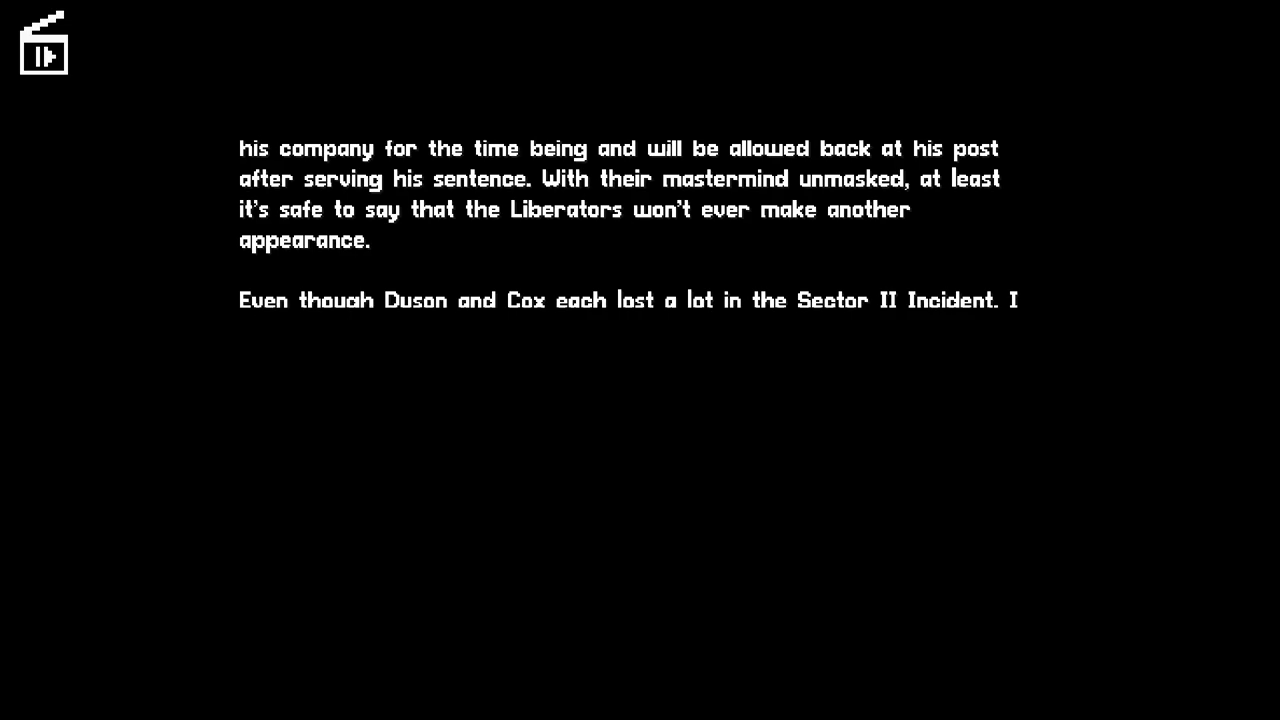 his company for the time being and will be allowed back at his post
after serving his sentence. With their mastermind unmasked, at least
it's safe to say that the Liberators won't ever make another
appearance.
Even though Duson and Cox each lost a lot in the Sector II Incident. I